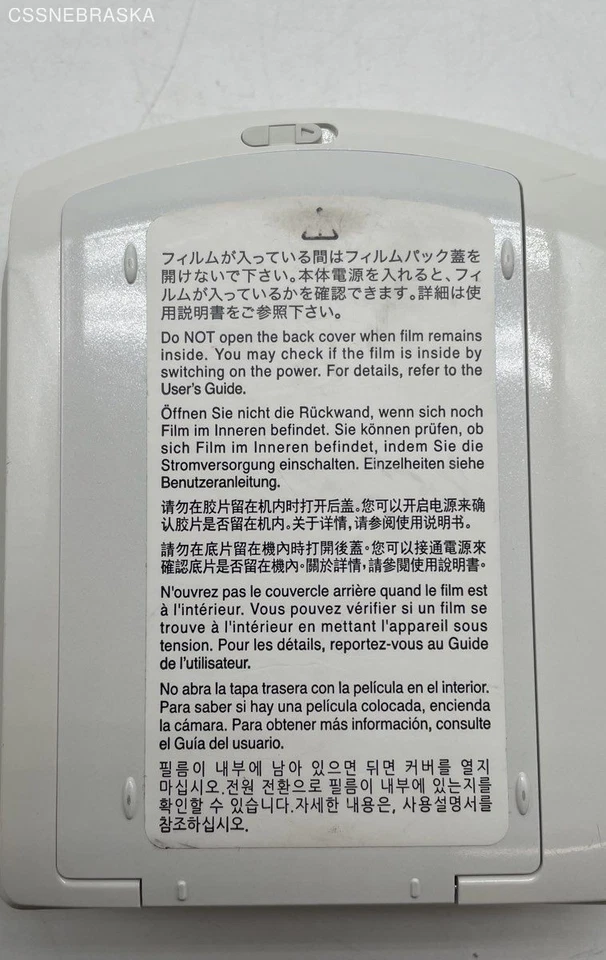 CSSNEBRASKA
フィルムが入っている間はフィルムパック蓋を
開けないで下さい。本体電源を入れると、フィ
ルムが入っているかを確認できます。詳細は使
用説明書をご参照下さい。
Do NOT open the back cover when film remains
inside. You may check if the film is inside by
switching on the power. For details, refer to the
User's Guide.
Öffnen Sie nicht die Rückwand, wenn sich noch
Film im Inneren befindet. Sie können prüfen, ob
sich Film im Inneren befindet, indem Sie die
Stromversorgung einschalten. Einzelheiten siehe
Benutzeranleitung.
请勿在胶片留在机内时打开后盖。您可以开启电源来确
认胶片是否留在机内。关于详情,请参阅使用说明书。
請勿在底片留在機內時打開後蓋。您可以接通電源來
確認底片是否留在機內。關於詳情,請參閱使用說明書。
N'ouvrez pas le couvercle arrière quand le film est
à l'intérieur. Vous pouvez vérifier si un film se
trouve à l'intérieur en mettant l'appareil sous
tension. Pour les détails, reportez-vous au Guide
de l'utilisateur.
No abra la tapa trasera con la película en el interior.
Para saber si hay una película colocada, encienda
la cámara. Para obtener más información, consulte
el Guía del usuario.
필름이 내부에 남아 있으면 뒤면 커버를 열지
마십시오.전원 전환으로 필름이 내부에 있는지를
확인할 수 있습니다.자세한 내용은, 사용설명서를
참조하십시오.